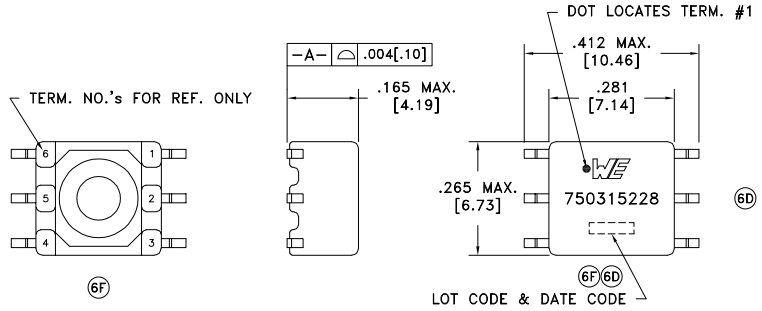 DOT LOCATES TERM. #1
.412 MAX.
[10.46]
-A- ⌓ .004[.10]
.281
[7.14]
.165 MAX.
[4.19]
TERM. NO.'s FOR REF. ONLY
6 1
5 2
4 3
.265 MAX.
[6.73]
WE
750315228
6D
6F
6F 6D
LOT CODE & DATE CODE